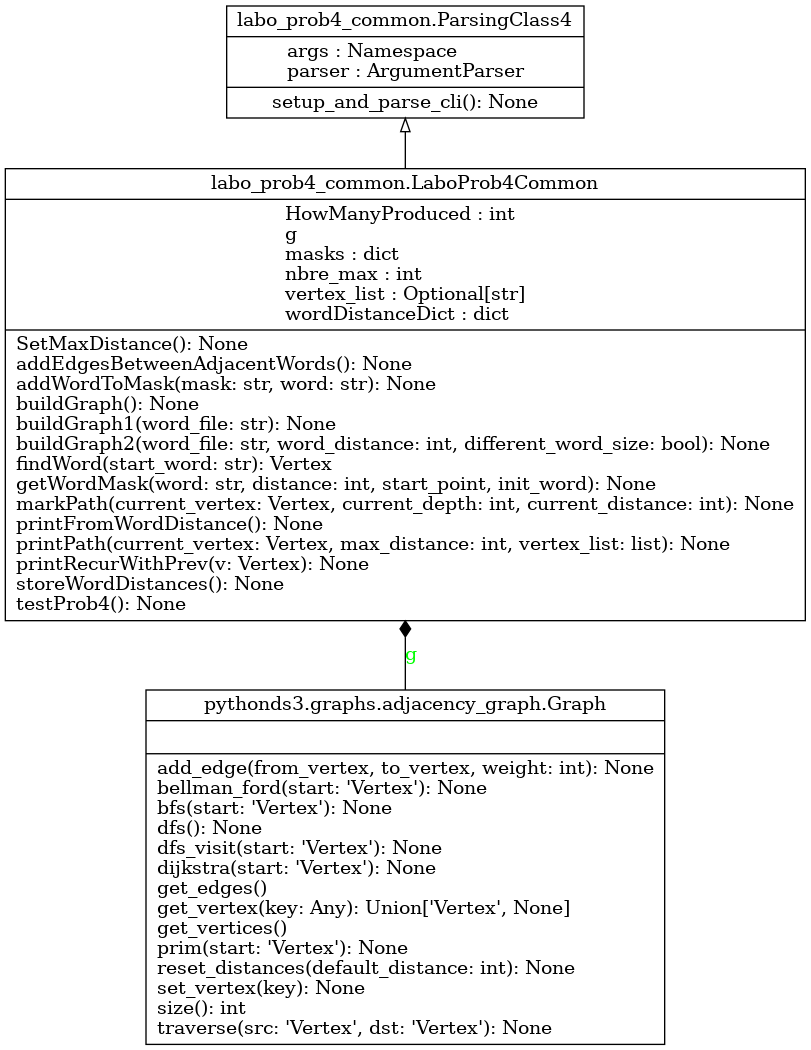 labo_prob4_common.ParsingClass4
args : Namespace
parser : ArgumentParser
setup_and_parse_cli(): None
labo_prob4_common.LaboProb4Common
HowManyProduced : int
g
masks : dict
nbre_max : int
vertex_list : Optional[str]
wordDistanceDict : dict
SetMaxDistance(): None
addEdgesBetweenAdjacentWords(): None
addWordToMask(mask: str, word: str): None
buildGraph(): None
buildGraph1(word_file: str): None
buildGraph2(word_file: str, word_distance: int, different_word_size: bool): None
findWord(start_word: str): Vertex
getWordMask(word: str, distance: int, start_point, init_word): None
markPath(current_vertex: Vertex, current_depth: int, current_distance: int): None
printFromWordDistance(): None
printPath(current_vertex: Vertex, max_distance: int, vertex_list: list): None
printRecurWithPrev(v: Vertex): None
storeWordDistances(): None
testProb4(): None
g
pythonds3.graphs.adjacency_graph.Graph
add_edge(from_vertex, to_vertex, weight: int): None
bellman_ford(start: 'Vertex'): None
bfs(start: 'Vertex'): None
dfs(): None
dfs_visit(start: 'Vertex'): None
dijkstra(start: 'Vertex'): None
get_edges()
get_vertex(key: Any): Union['Vertex', None]
get_vertices()
prim(start: 'Vertex'): None
reset_distances(default_distance: int): None
set_vertex(key): None
size(): int
traverse(src: 'Vertex', dst: 'Vertex'): None